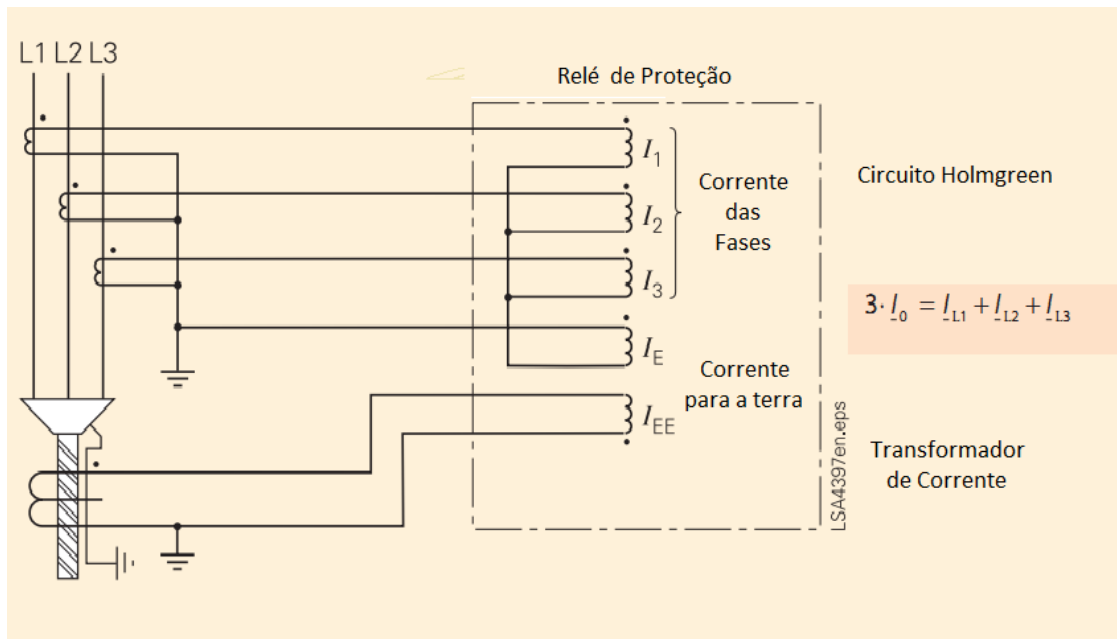 L1 L2 L3
Relé de Proteção
I1
I2
I3
Corrente
das
Fases
Circuito Holmgreen
3· I0 = IL1 + IL2 + IL3
IE
IEE
Corrente
para a terra
LSA4397en.eps
Transformador
de Corrente